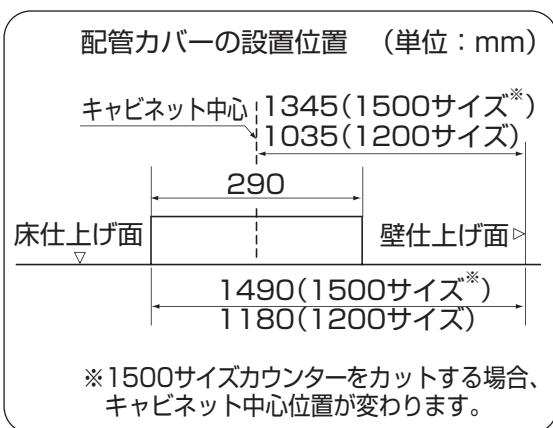 配管カバーの設置位置 （単位：mm）
キャビネット中心
1345(1500サイズ※)
1035(1200サイズ)
290
床仕上げ面
壁仕上げ面
1490(1500サイズ※)
1180(1200サイズ)
※1500サイズカウンターをカットする場合、
キャビネット中心位置が変わります。